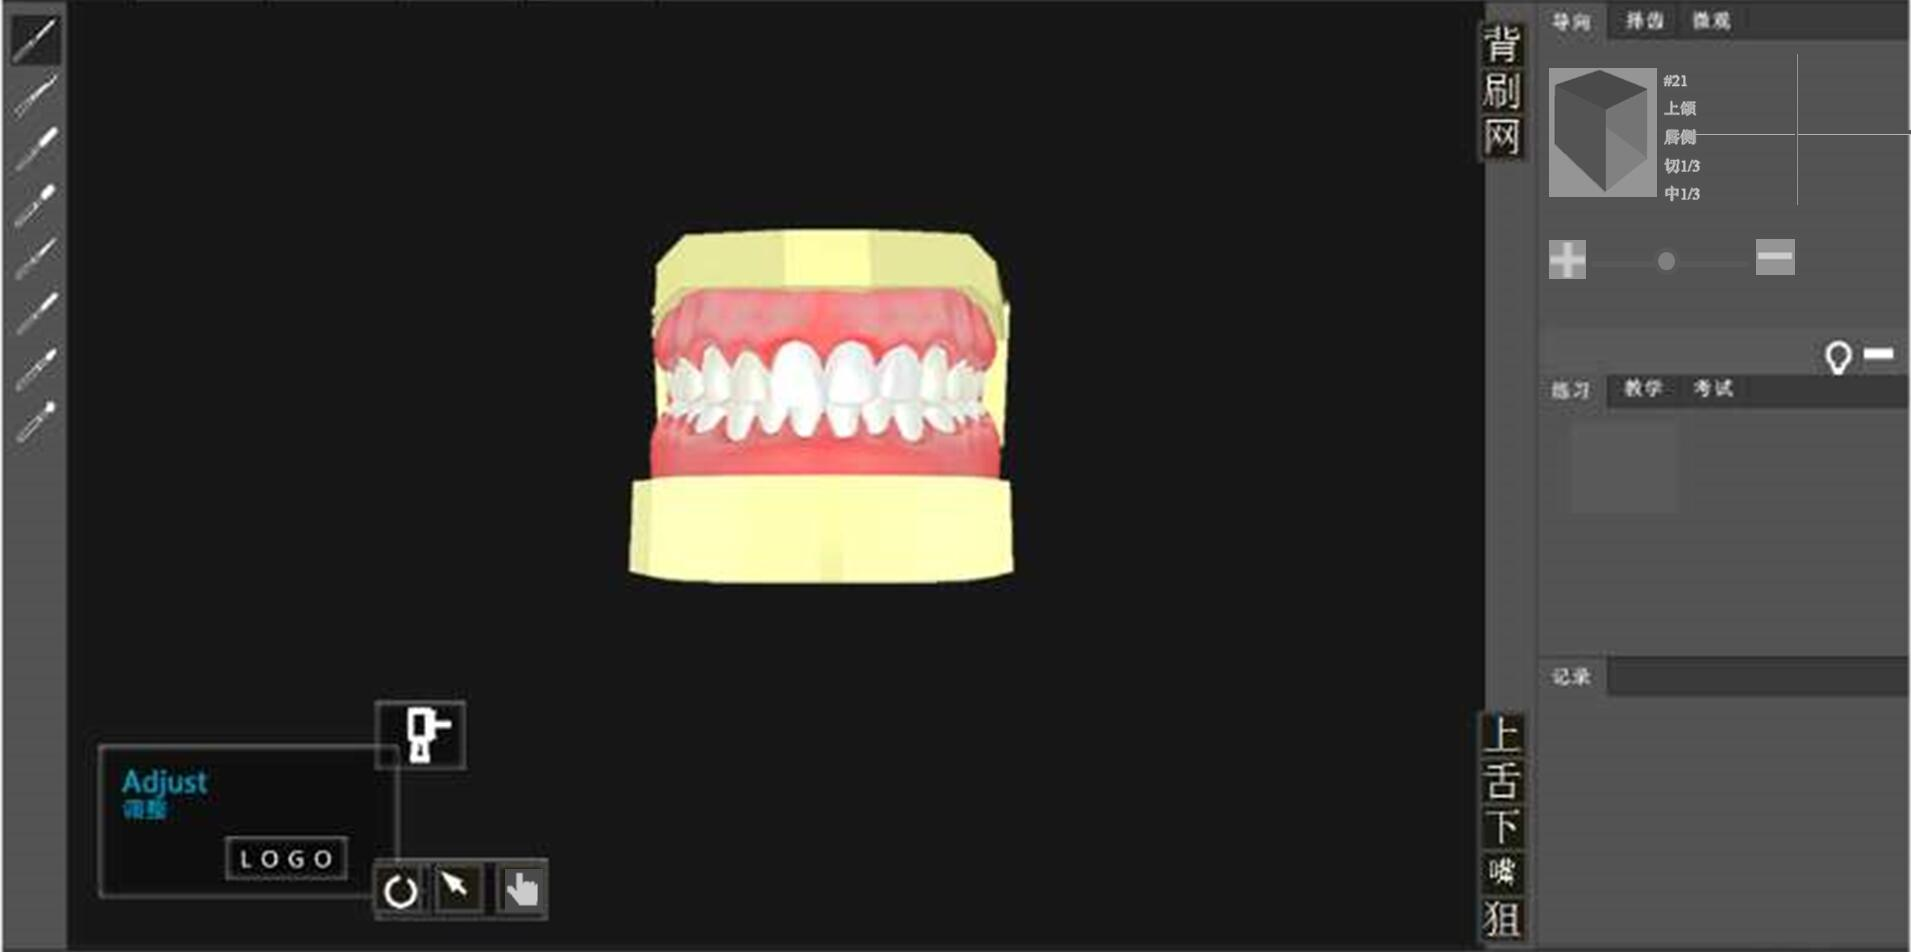 背
刷
网
导向 择齿 微观
#21
上颌
唇侧
切1/3
中1/3
练习 教学 考试
记录
Adjust
调整
LOGO
上
舌
下
嘴
狙